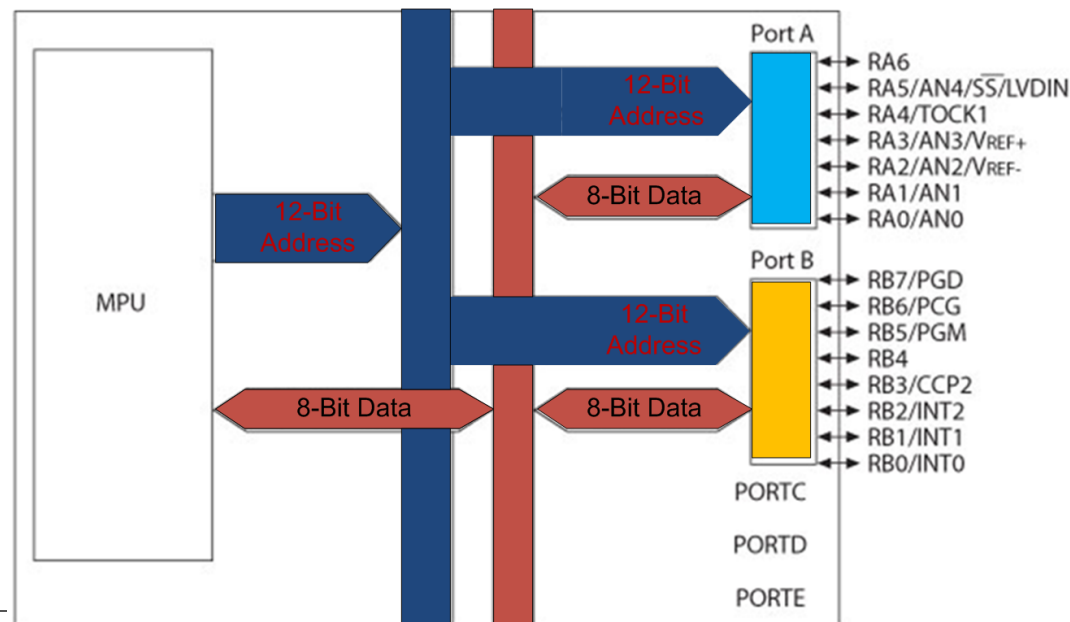 Port A
RA6
12-Bit
Address
RA5/AN4/S̅S̅/LVDIN
RA4/TOCK1
RA3/AN3/VREF+
RA2/AN2/VREF-
8-Bit Data
RA1/AN1
RA0/AN0
12-Bit
Address
Port B
RB7/PGD
MPU
12-Bit
Address
RB6/PCG
RB5/PGM
RB4
RB3/CCP2
8-Bit Data
8-Bit Data
RB2/INT2
RB1/INT1
RB0/INT0
PORTC
PORTD
PORTE